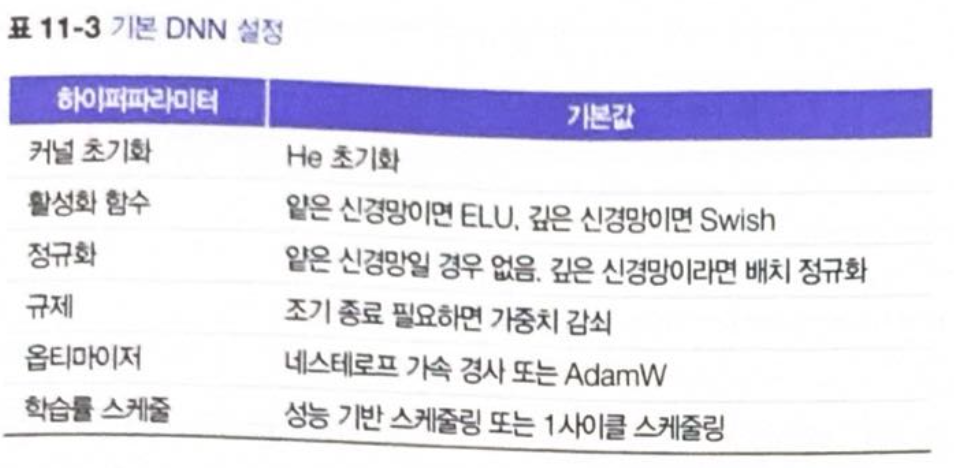 표 11-3 기본 DNN 설정
하이퍼파라미터 기본값
커널 초기화 He 초기화
활성화 함수 얕은 신경망이면 ELU, 깊은 신경망이면 Swish
정규화 얕은 신경망일 경우 없음. 깊은 신경망이라면 배치 정규화
규제 조기 종료 필요하면 가중치 감쇠
옵티마이저 네스테로프 가속 경사 또는 AdamW
학습률 스케줄 성능 기반 스케줄링 또는 1사이클 스케줄링